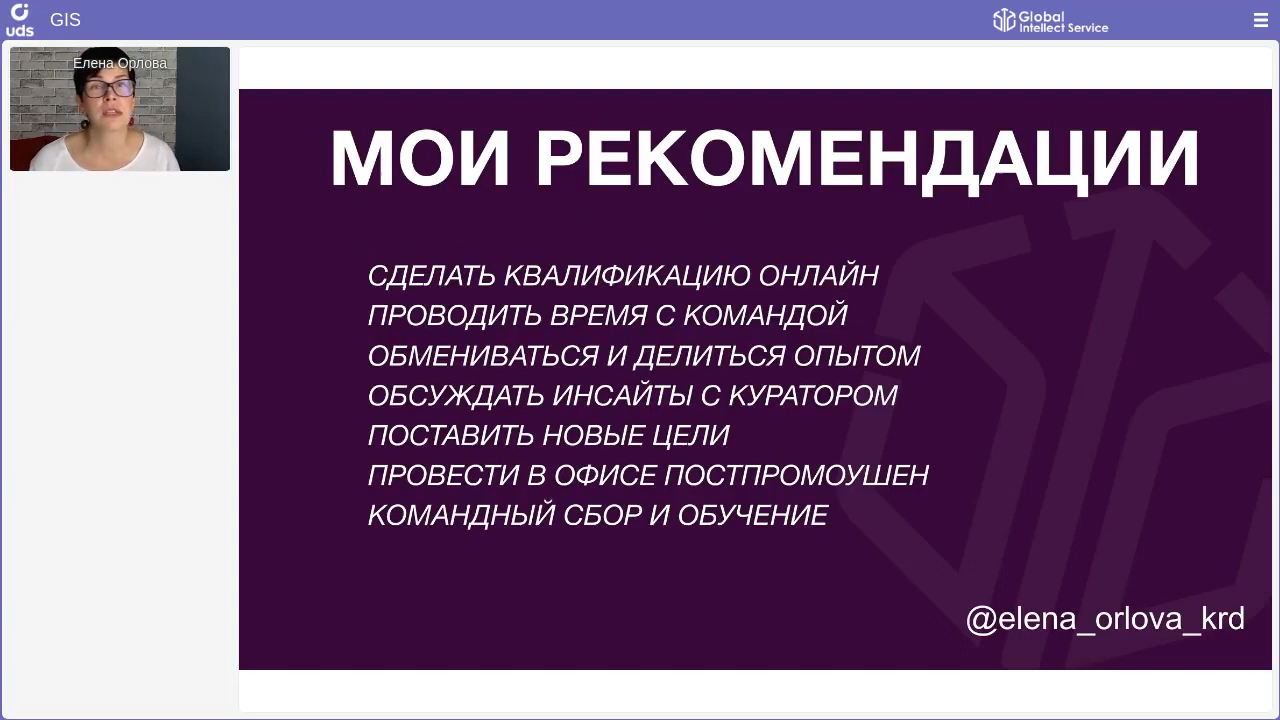 uds
GIS
Global
Intellect Service
Елена Орлова
МОИ РЕКОМЕНДАЦИИ
СДЕЛАТЬ КВАЛИФИКАЦИЮ ОНЛАЙН
ПРОВОДИТЬ ВРЕМЯ С КОМАНДОЙ
ОБМЕНИВАТЬСЯ И ДЕЛИТЬСЯ ОПЫТОМ
ОБСУЖДАТЬ ИНСАЙТЫ С КУРАТОРОМ
ПОСТАВИТЬ НОВЫЕ ЦЕЛИ
ПРОВЕСТИ В ОФИСЕ ПОСТПРОМОУШЕН
КОМАНДНЫЙ СБОР И ОБУЧЕНИЕ
@elena_orlova_krd